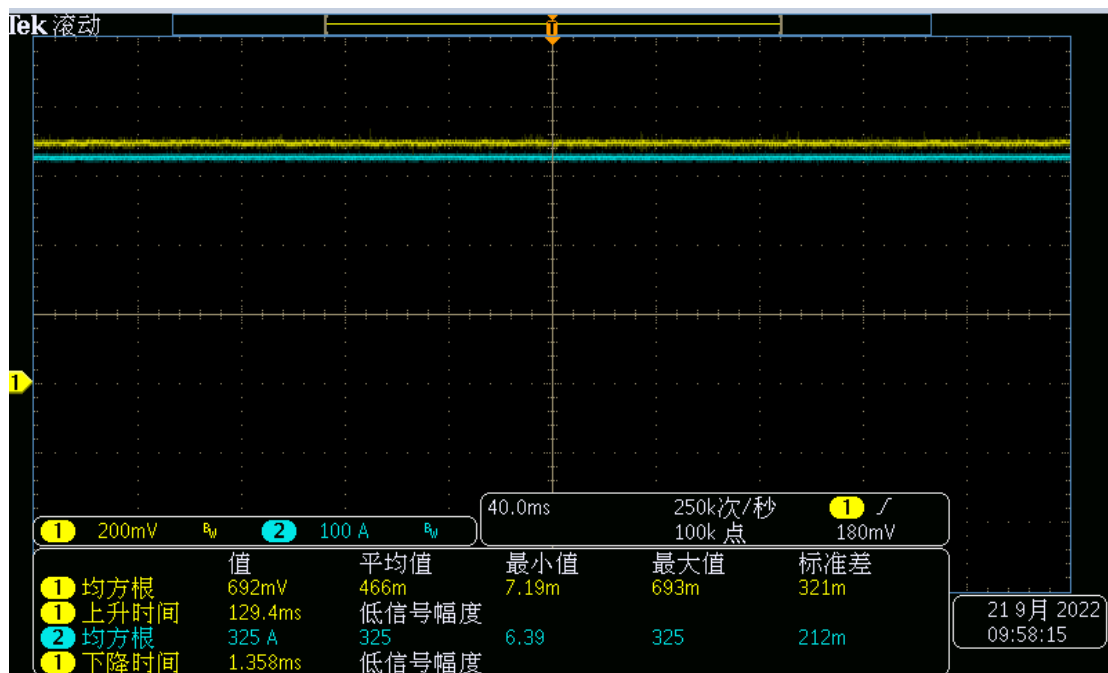 Tek 滚动
T
1
1 200mV BW 2 100 A BW
40.0ms 250k次/秒 1
100k 点 180mV
值 平均值 最小值 最大值 标准差
1 均方根 692mV 466m 7.19m 693m 321m
1 上升时间 129.4ms 低信号幅度
2 均方根 325 A 325 6.39 325 212m
1 下降时间 1.358ms 低信号幅度
21 9月 2022
09:58:15